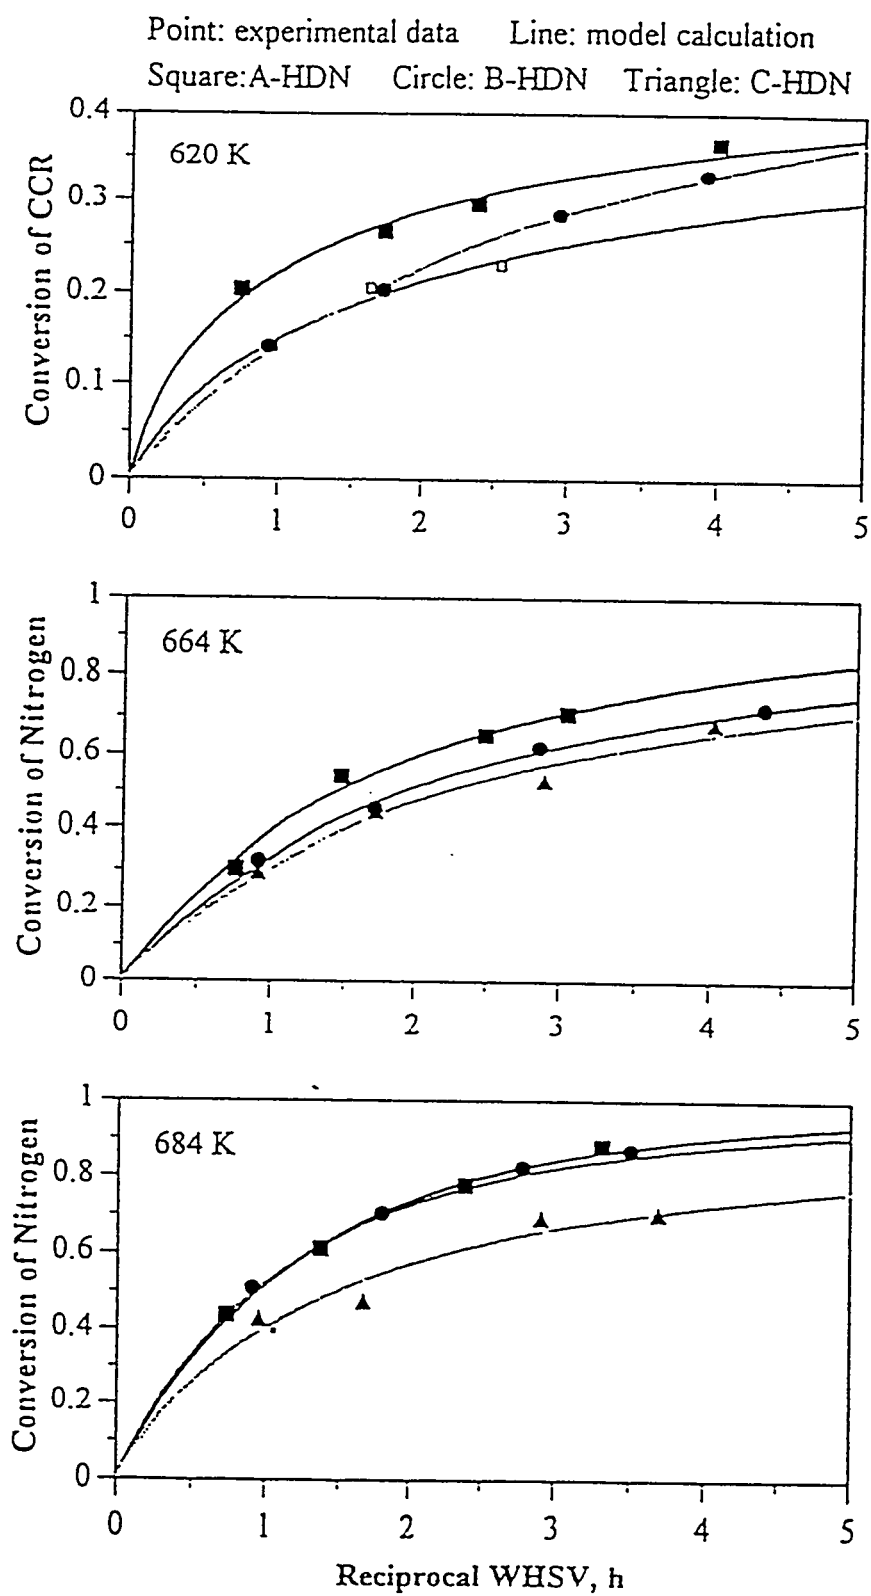 Point: experimental data Line: model calculation
Square:A-HDN Circle: B-HDN Triangle: C-HDN
Conversion of CCR
0.4
0.3
0.2
0.1
0
620 K
0 1 2 3 4 5
Conversion of Nitrogen
1
0.8
0.6
0.4
0.2
0
664 K
0 1 2 3 4 5
Conversion of Nitrogen
1
0.8
0.6
0.4
0.2
0
684 K
0 1 2 3 4 5
Reciprocal WHSV, h